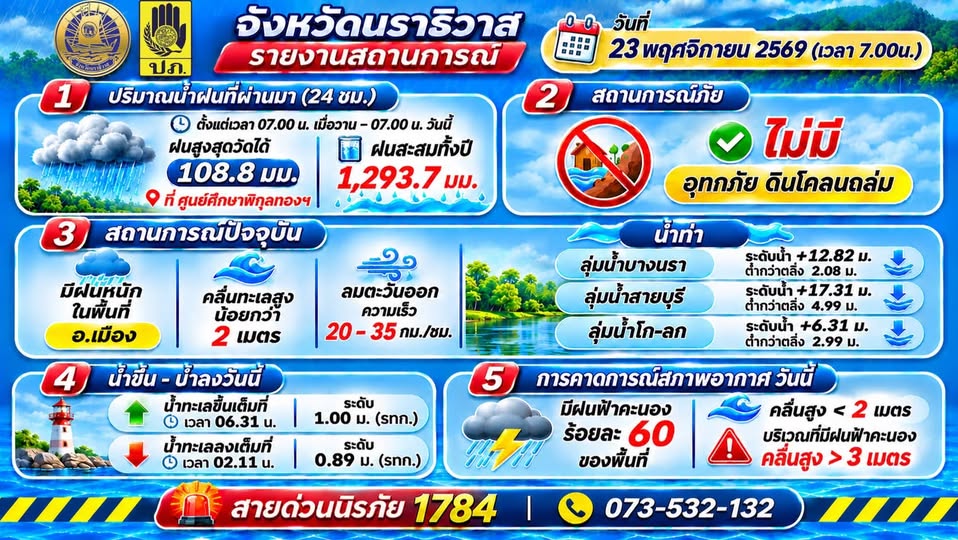 ปภ.
จังหวัดนราธิวาส
รายงานสถานการณ์
วันที่
23 พฤศจิกายน 2569 (เวลา 7.00น.)
1 ปริมาณน้ำฝนที่ผ่านมา (24 ชม.)
ตั้งแต่เวลา 07.00 น. เมื่อวาน – 07.00 น. วันนี้
ฝนสูงสุดวัดได้
108.8 มม.
ที่ ศูนย์ศึกษาพิกุลทองฯ
ฝนสะสมทั้งปี
1,293.7 มม.
2 สถานการณ์ภัย
ไม่มี
อุทกภัย ดินโคลนถล่ม
3 สถานการณ์ปัจจุบัน
มีฝนหนัก
ในพื้นที่
อ.เมือง
คลื่นทะเลสูง
น้อยกว่า
2 เมตร
ลมตะวันออก
ความเร็ว
20 - 35 กม./ชม.
น้ำท่า
ลุ่มน้ำบางนรา
ระดับน้ำ +12.82 ม.
ต่ำกว่าตลิ่ง 2.08 ม.
ลุ่มน้ำสายบุรี
ระดับน้ำ +17.31 ม.
ต่ำกว่าตลิ่ง 4.99 ม.
ลุ่มน้ำโก-ลก
ระดับน้ำ +6.31 ม.
ต่ำกว่าตลิ่ง 2.99 ม.
4 น้ำขึ้น - น้ำลงวันนี้
น้ำทะเลขึ้นเต็มที่
เวลา 06.31 น.
ระดับ
1.00 ม. (รทก.)
น้ำทะเลลงเต็มที่
เวลา 02.11 น.
ระดับ
0.89 ม. (รทก.)
5 การคาดการณ์สภาพอากาศ วันนี้
มีฝนฟ้าคะนอง
ร้อยละ 60
ของพื้นที่
คลื่นสูง < 2 เมตร
บริเวณที่มีฝนฟ้าคะนอง
คลื่นสูง > 3 เมตร
สายด่วนนิรภัย 1784
073-532-132